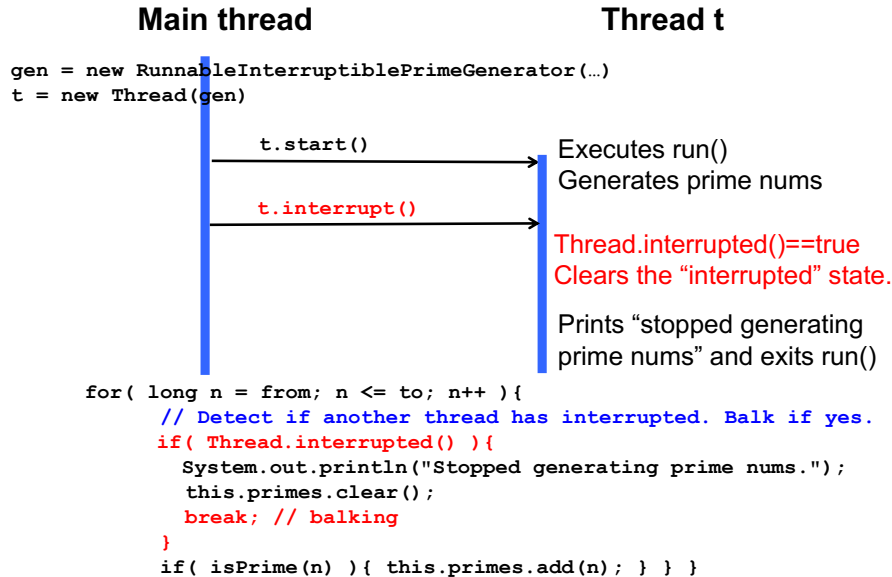 Main thread
Thread t
gen = new RunnableInterruptiblePrimeGenerator(…)
t = new Thread(gen)
t.start()
Executes run()
Generates prime nums
t.interrupt()
Thread.interrupted()==true
Clears the “interrupted” state.
Prints “stopped generating
prime nums” and exits run()
for( long n = from; n <= to; n++ ){
// Detect if another thread has interrupted. Balk if yes.
if( Thread.interrupted() ){
System.out.println("Stopped generating prime nums.");
this.primes.clear();
break; // balking
}
if( isPrime(n) ){ this.primes.add(n); } } }